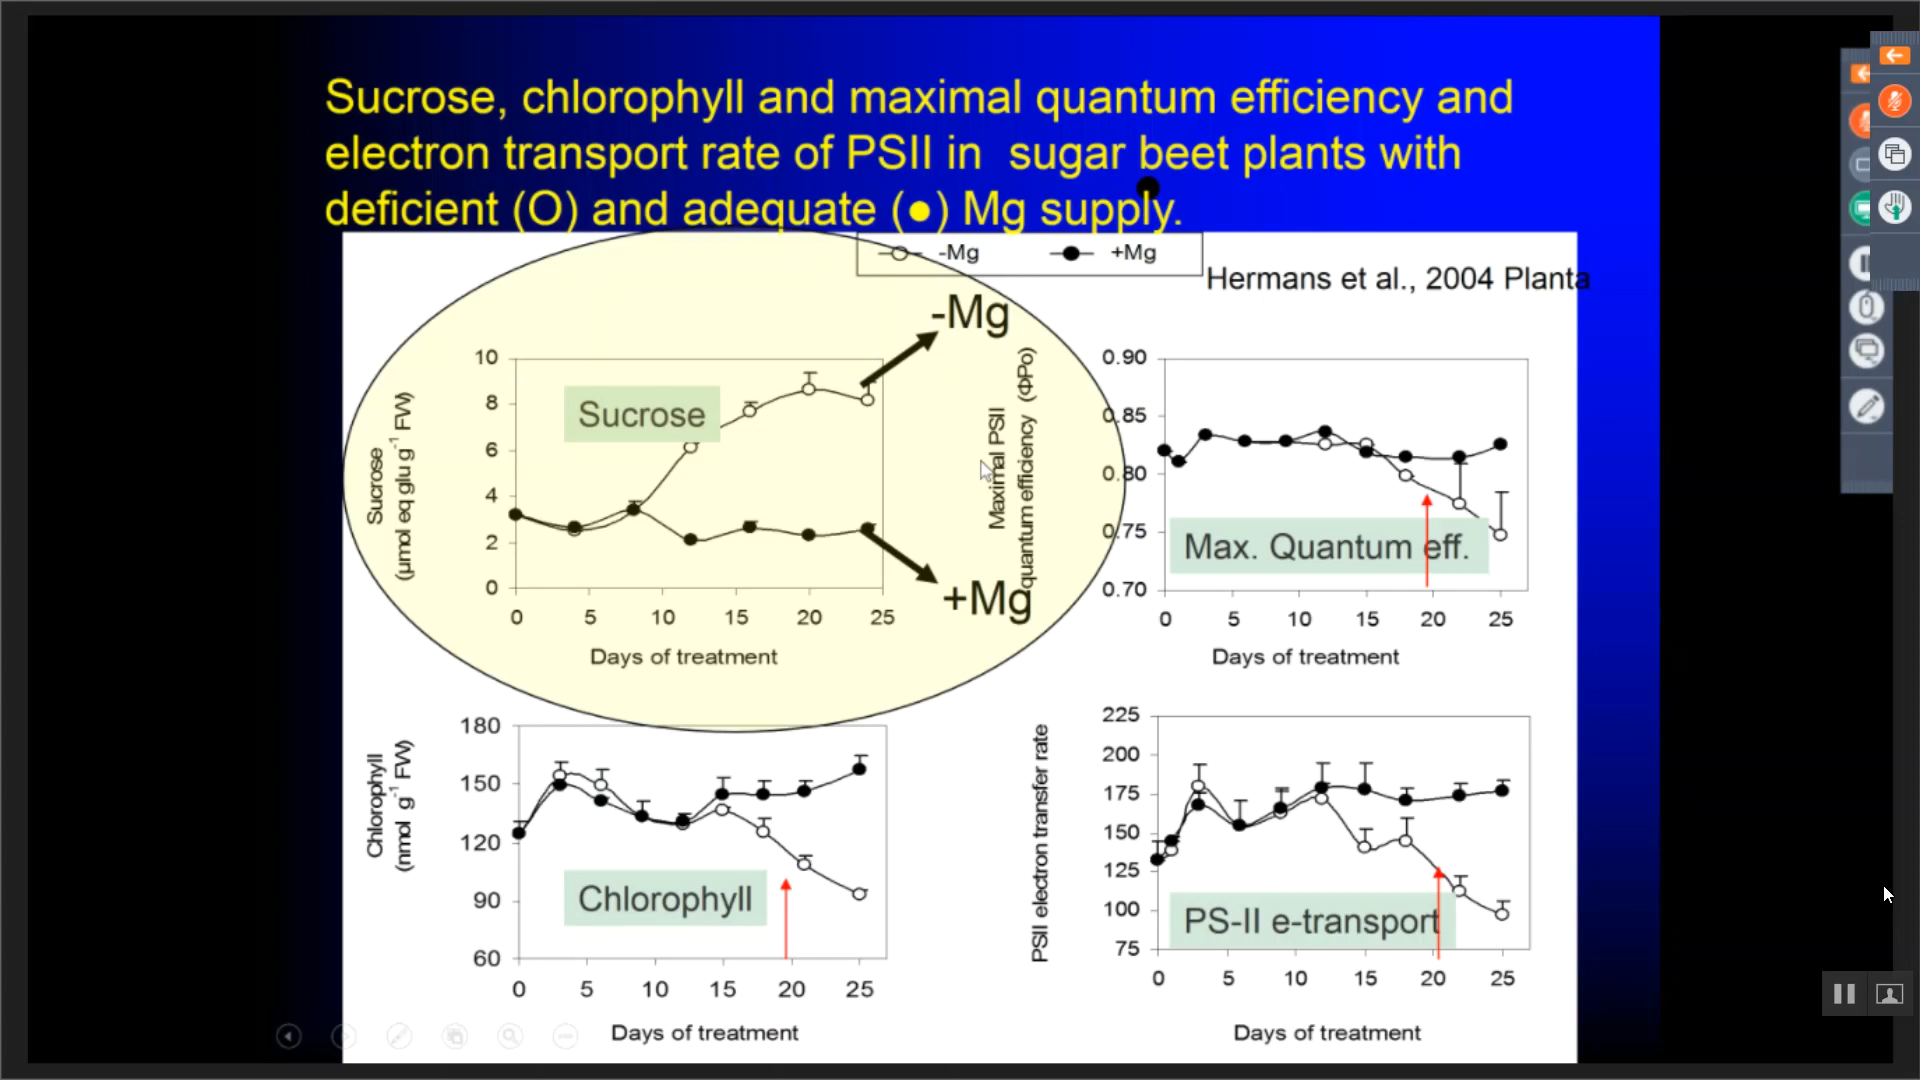 Sucrose, chlorophyll and maximal quantum efficiency and
electron transport rate of PSII in sugar beet plants with
deficient (O) and adequate (●) Mg supply.
-Mg +Mg
Hermans et al., 2004 Planta
-Mg
+Mg
Sucrose
Sucrose
(µmol eq glu g-1 FW)
10
8
6
4
2
0
0 5 10 15 20 25
Days of treatment
Maximal PSII
quantum efficiency (ΦPo)
0.90
0.85
0.80
0.75
0.70
Max. Quantum eff.
0 5 10 15 20 25
Days of treatment
Chlorophyll
(nmol g-1 FW)
180
150
120
90
60
Chlorophyll
0 5 10 15 20 25
Days of treatment
PSII electron transfer rate
225
200
175
150
125
100
75
PS-II e-transport
0 5 10 15 20 25
Days of treatment